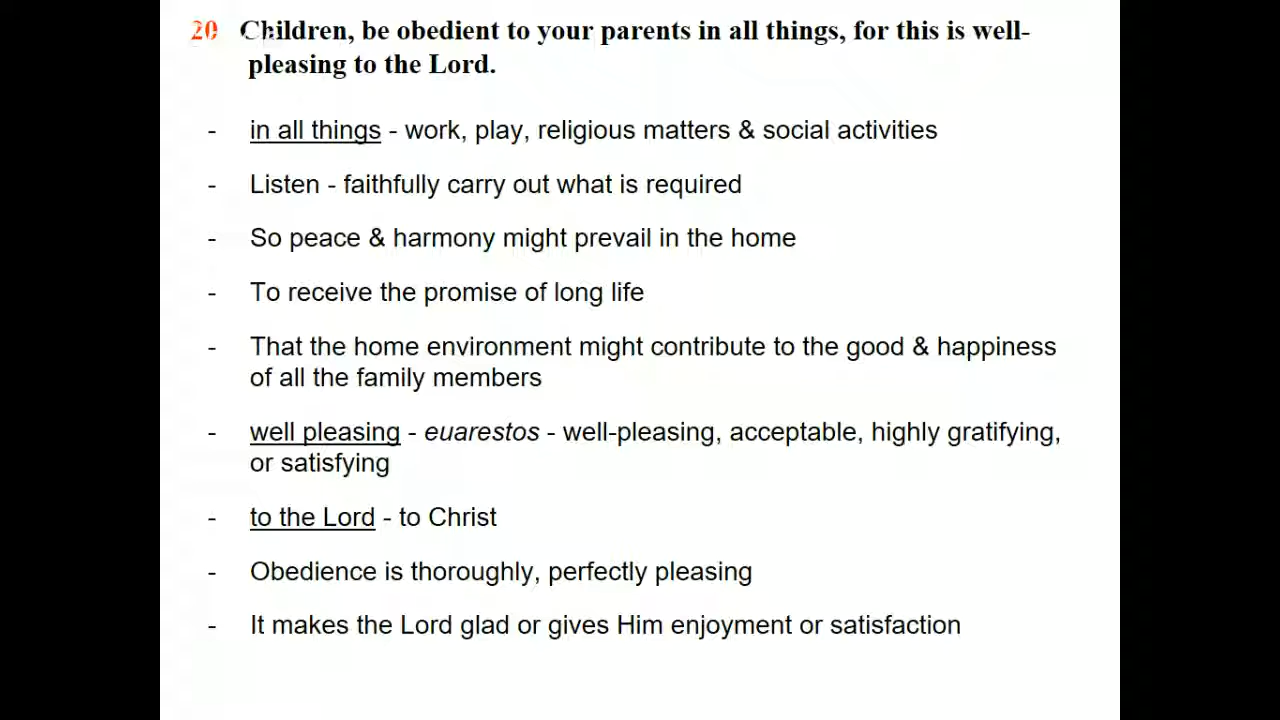 20 Children, be obedient to your parents in all things, for this is well-
pleasing to the Lord.
- in all things - work, play, religious matters & social activities
- Listen - faithfully carry out what is required
- So peace & harmony might prevail in the home
- To receive the promise of long life
- That the home environment might contribute to the good & happiness
of all the family members
- well pleasing - euarestos - well-pleasing, acceptable, highly gratifying,
or satisfying
- to the Lord - to Christ
- Obedience is thoroughly, perfectly pleasing
- It makes the Lord glad or gives Him enjoyment or satisfaction